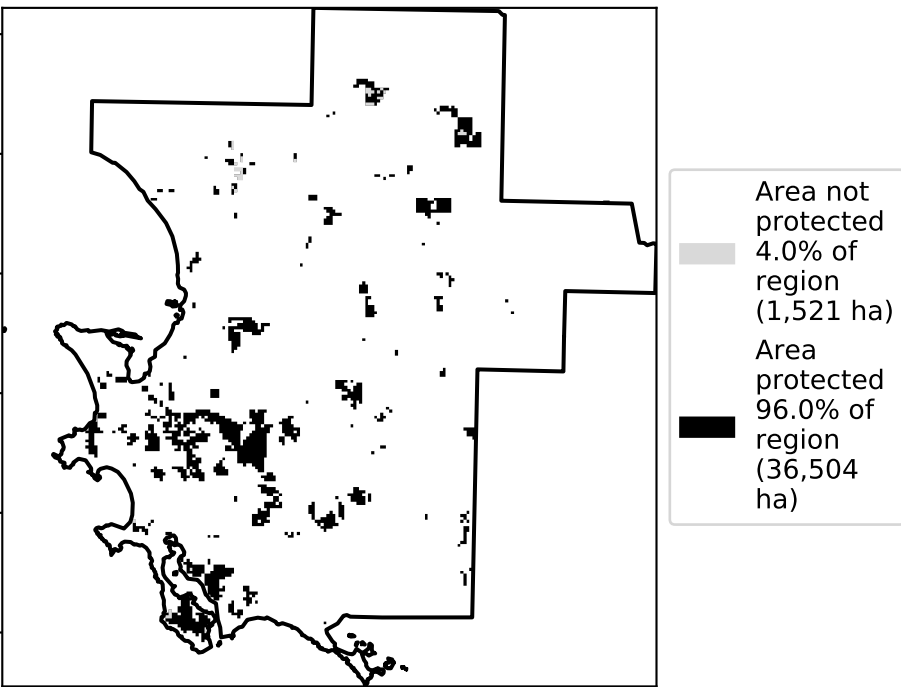 Area not
protected
4.0% of
region
(1,521 ha)
Area
protected
96.0% of
region
(36,504
ha)